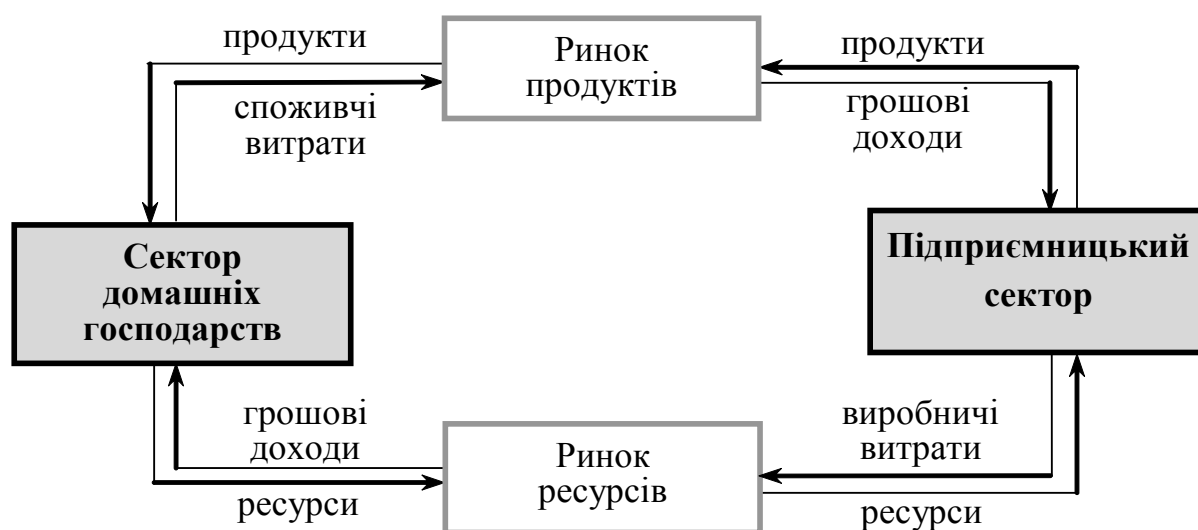 продукти
Ринок
продуктів
продукти
споживчі
витрати
грошові
доходи
Сектор
домашніх
господарств
Підприємницький
сектор
грошові
доходи
виробничі
витрати
Ринок
ресурсів
ресурси
ресурси